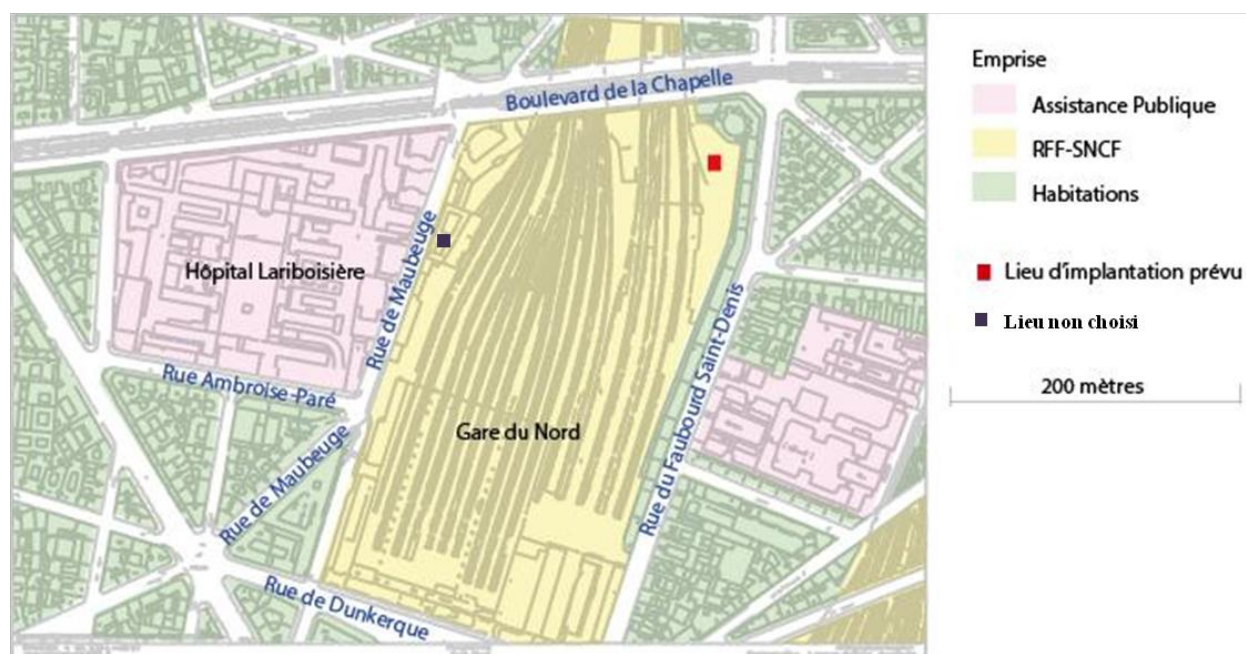 Boulevard de la Chapelle
Rue de Maubeuge
Hôpital Lariboisière
Rue Ambroise-Paré
Rue de Maubeuge
Gare du Nord
Rue du Faubourd Saint-Denis
Rue de Dunkerque
Emprise
Assistance Publique
RFF-SNCF
Habitations
Lieu d'implantation prévu
Lieu non choisi
200 mètres